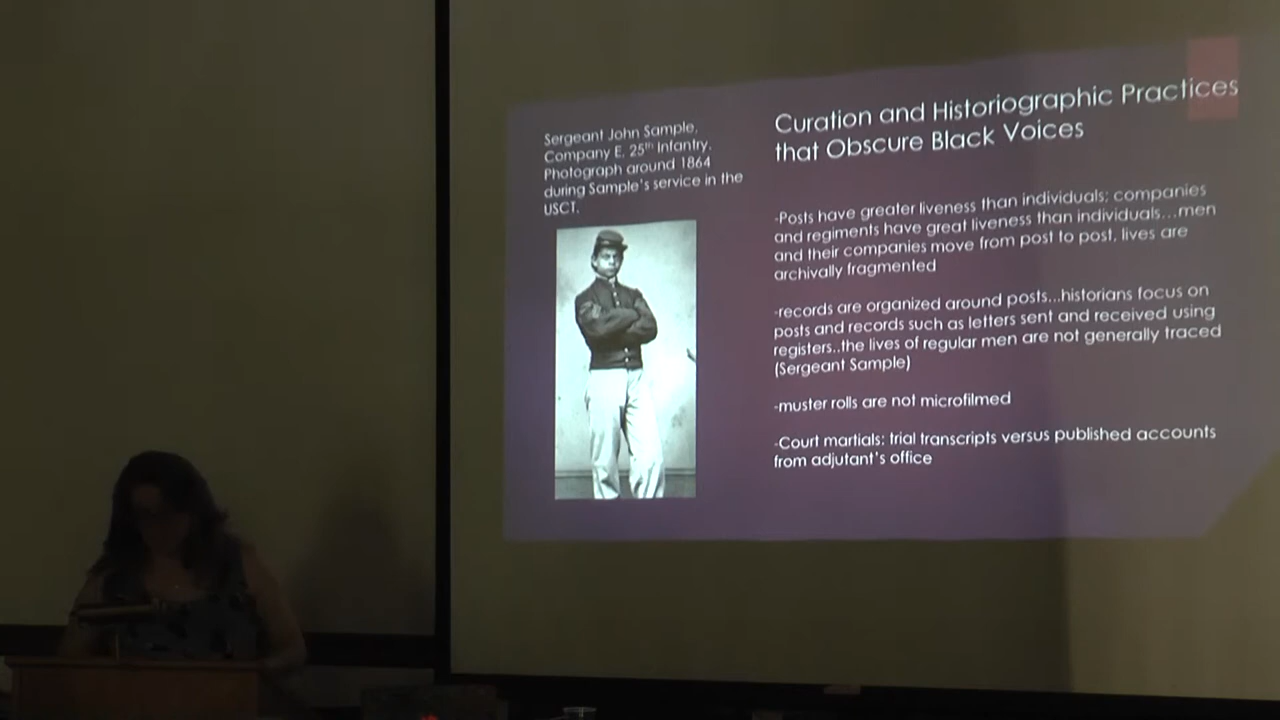 Sergeant John Sample,
Company E, 25th Infantry.
Photograph around 1864
during Sample's service in the
USCT.
Curation and Historiographic Practices
that Obscure Black Voices
-Posts have greater liveness than individuals; companies
and regiments have great liveness than individuals...men
and their companies move from post to post, lives are
archivally fragmented
-records are organized around posts...historians focus on
posts and records such as letters sent and received using
registers..the lives of regular men are not generally traced
(Sergeant Sample)
-muster rolls are not microfilmed
-Court martials: trial transcripts versus published accounts
from adjutant's office